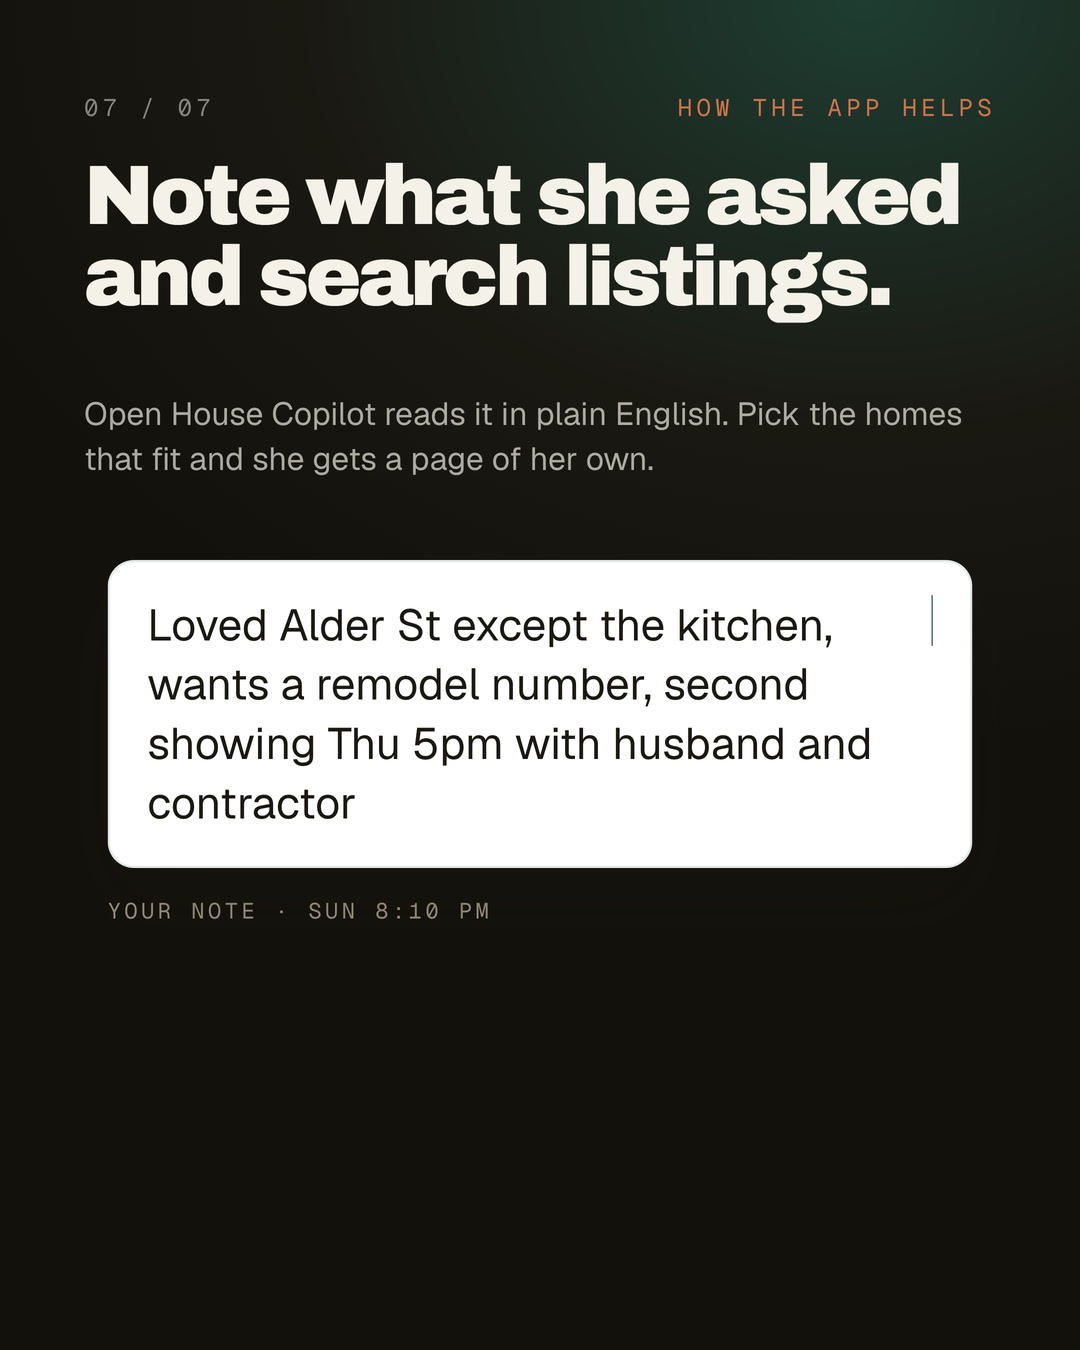 07 / 07
HOW THE APP HELPS
Note what she asked
and search listings.
Open House Copilot reads it in plain English. Pick the homes
that fit and she gets a page of her own.
Loved Alder St except the kitchen,
wants a remodel number, second
showing Thu 5pm with husband and
contractor
YOUR NOTE · SUN 8:10 PM